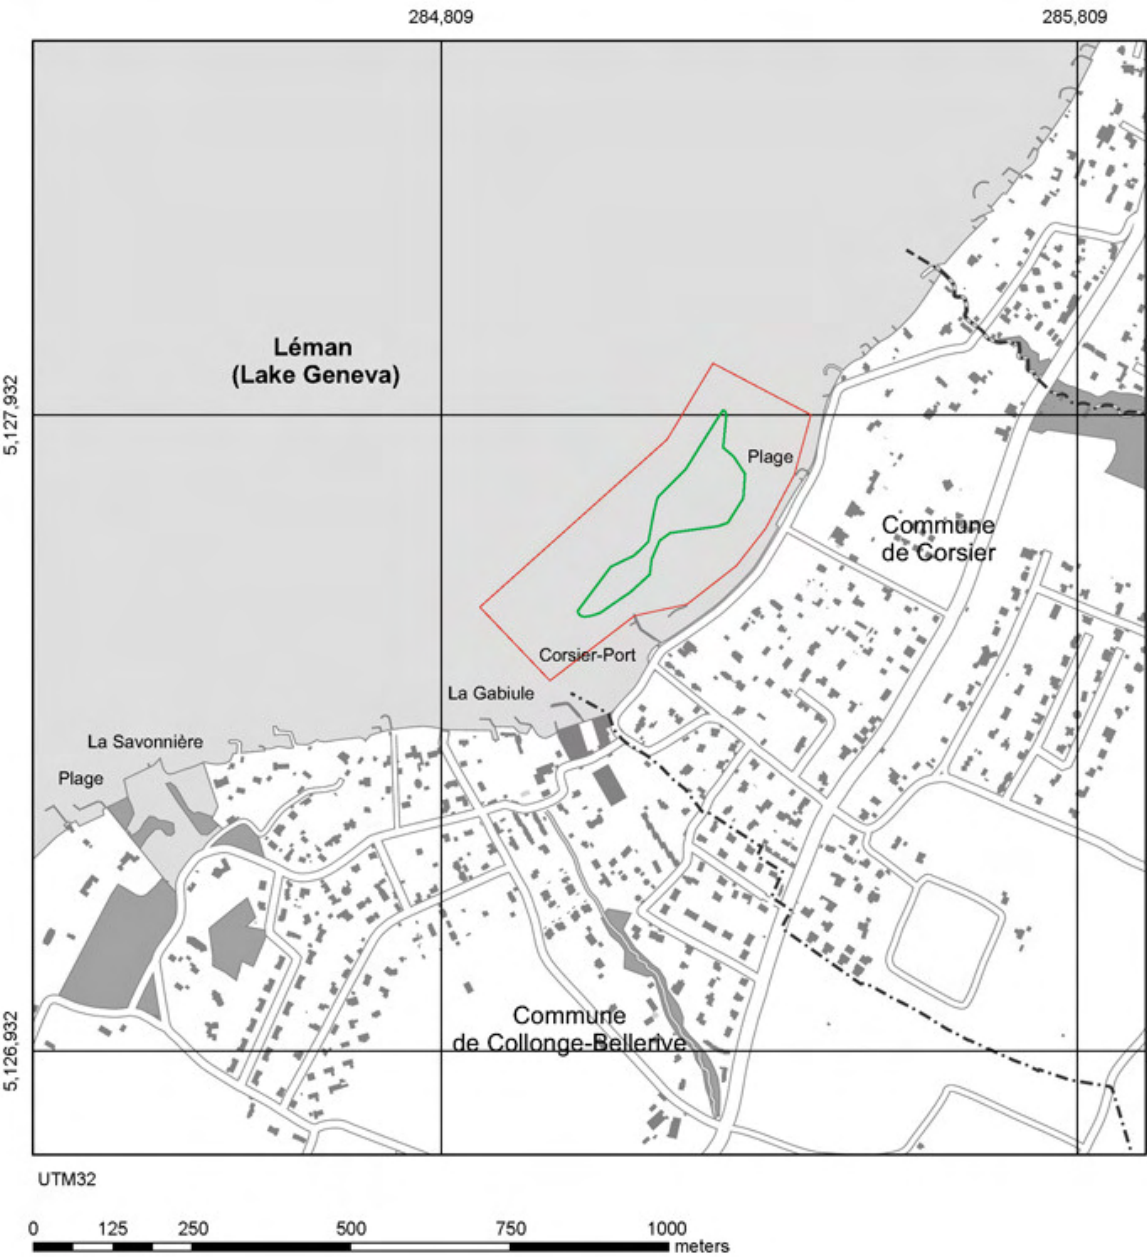 284,809
285,809
Léman
(Lake Geneva)
5,127,932
Plage
Commune
de Corsier
Corsier-Port
La Gabiule
La Savonnière
Plage
Commune
de Collonge-Bellerive
5,126,932
UTM32
0 125 250 500 750 1000
meters